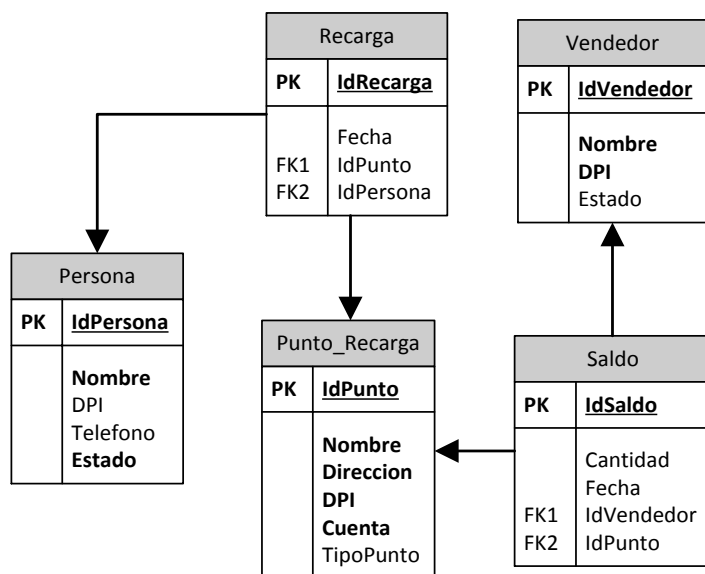 Recarga
PK IdRecarga
Fecha
FK1 IdPunto
FK2 IdPersona
Vendedor
PK IdVendedor
Nombre
DPI
Estado
Persona
PK IdPersona
Nombre
DPI
Telefono
Estado
Punto_Recarga
PK IdPunto
Nombre
Direccion
DPI
Cuenta
TipoPunto
Saldo
PK IdSaldo
Cantidad
Fecha
FK1 IdVendedor
FK2 IdPunto